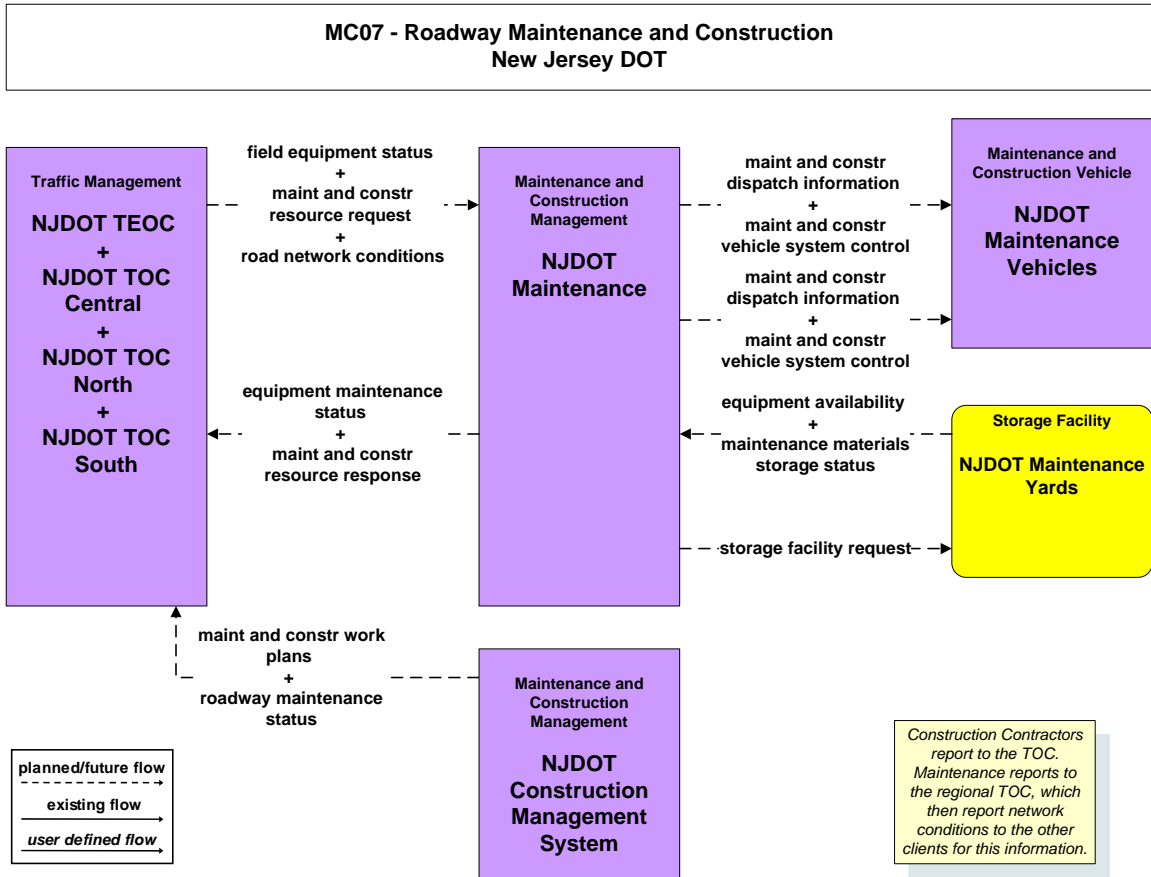 MC07 - Roadway Maintenance and Construction
New Jersey DOT
Traffic Management
NJDOT TEOC
+
NJDOT TOC
Central
+
NJDOT TOC
North
+
NJDOT TOC
South
field equipment status
+
maint and constr
resource request
+
road network conditions
equipment maintenance
status
+
maint and constr
resource response
Maintenance and
Construction
Management
NJDOT
Maintenance
maint and constr
dispatch information
+
maint and constr
vehicle system control
maint and constr
dispatch information
+
maint and constr
vehicle system control
equipment availability
+
maintenance materials
storage status
storage facility request
Maintenance and
Construction Vehicle
NJDOT
Maintenance
Vehicles
Storage Facility
NJDOT Maintenance
Yards
maint and constr work
plans
+
roadway maintenance
status
Maintenance and
Construction
Management
NJDOT
Construction
Management
System
planned/future flow
existing flow
user defined flow
Construction Contractors
report to the TOC.
Maintenance reports to
the regional TOC, which
then report network
conditions to the other
clients for this information.